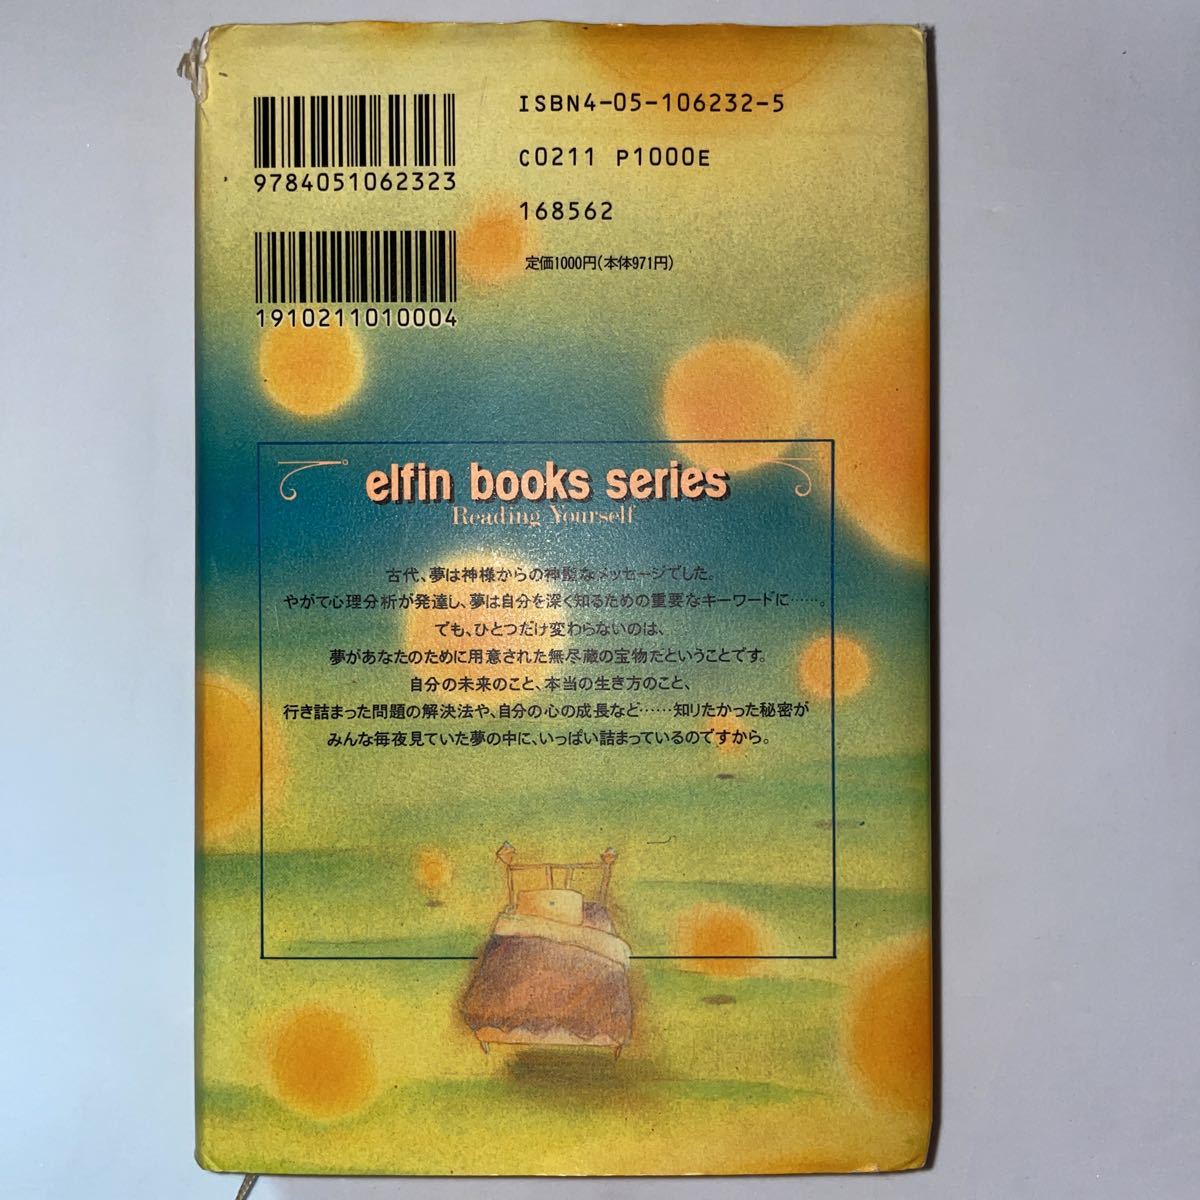 ISBN4-05-106232-5
C0211 P1000E
9784051062323
168562
定価1000円(本体971円)
1910211010004
elfin books series
Reading Yourself
古代、夢は神様からの神聖なメッセージでした。
やがて心理分析が発達し、夢は自分を深く知るための重要なキーワードに……。
でも、ひとつだけ変わらないのは、
夢があなたのために用意された無尽蔵の宝物だということです。
自分の未来のこと、本当の生き方のこと、
行き詰まった問題の解決法や、自分の心の成長など……知りたかった秘密が
みんな毎夜見ていた夢の中に、いっぱい詰まっているのですから。